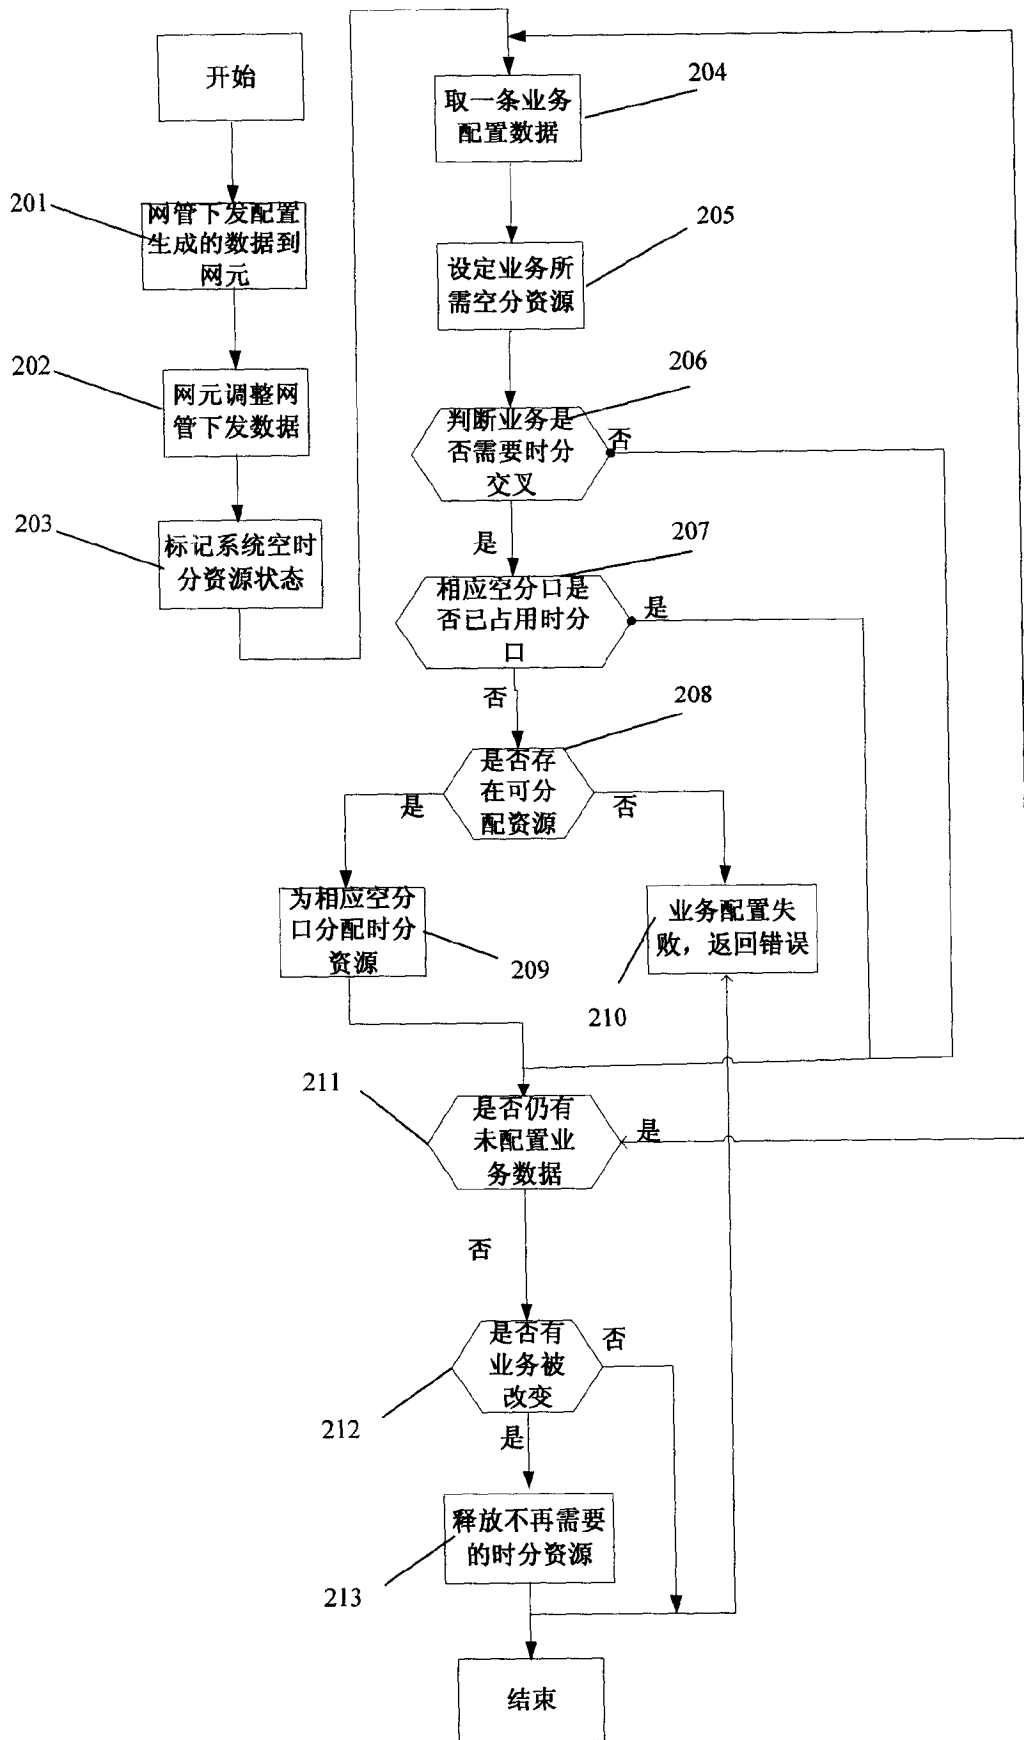 开始
201
网管下发配置
生成的数据到
网元
202
网元调整网
管下发数据
203
标记系统空时
分资源状态
204
取一条业务
配置数据
205
设定业务所
需空分资源
206
判断业务是
否需要时分
交叉
否
是
207
相应空分口是
否已占用时分
口
是
否
208
是否存
在可分
配资源
是
否
为相应空分
口分配时分
资源
209
业务配置失
败，返回错误
210
211
是否仍有
未配置业
务数据
是
否
是否有
业务被
改变
否
212
是
释放不再需要
的时分资源
213
结束